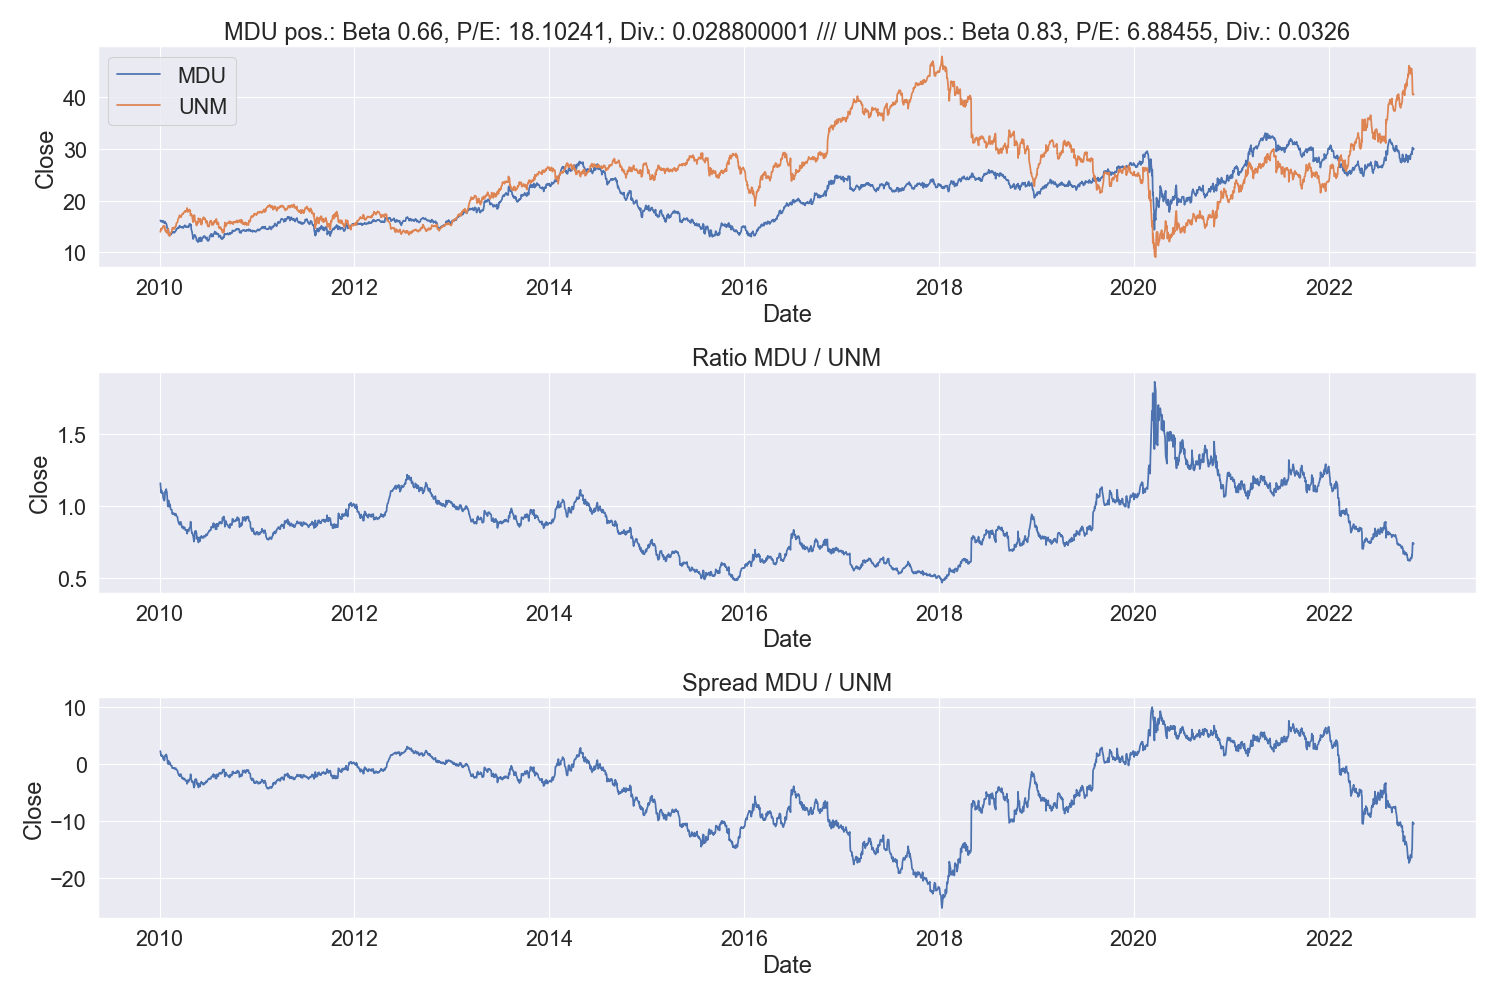 MDU pos.: Beta 0.66, P/E: 18.10241, Div.: 0.028800001 /// UNM pos.: Beta 0.83, P/E: 6.88455, Div.: 0.0326
MDU
UNM
Close
40
30
20
10
2010 2012 2014 2016 2018 2020 2022
Date
Ratio MDU / UNM
Close
1.5
1.0
0.5
2010 2012 2014 2016 2018 2020 2022
Date
Spread MDU / UNM
Close
10
0
−10
−20
2010 2012 2014 2016 2018 2020 2022
Date